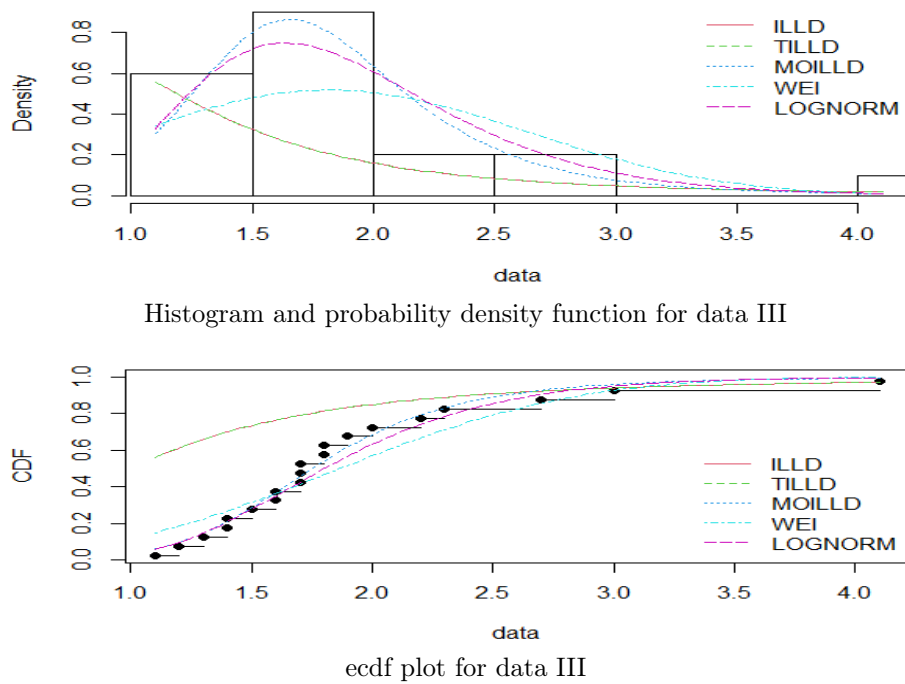 Density
0.0 0.2 0.4 0.6 0.8
ILLD
TILLD
MOILLD
WEI
LOGNORM
1.0 1.5 2.0 2.5 3.0 3.5 4.0
data
Histogram and probability density function for data III
CDF
0.0 0.2 0.4 0.6 0.8 1.0
ILLD
TILLD
MOILLD
WEI
LOGNORM
1.0 1.5 2.0 2.5 3.0 3.5 4.0
data
ecdf plot for data III